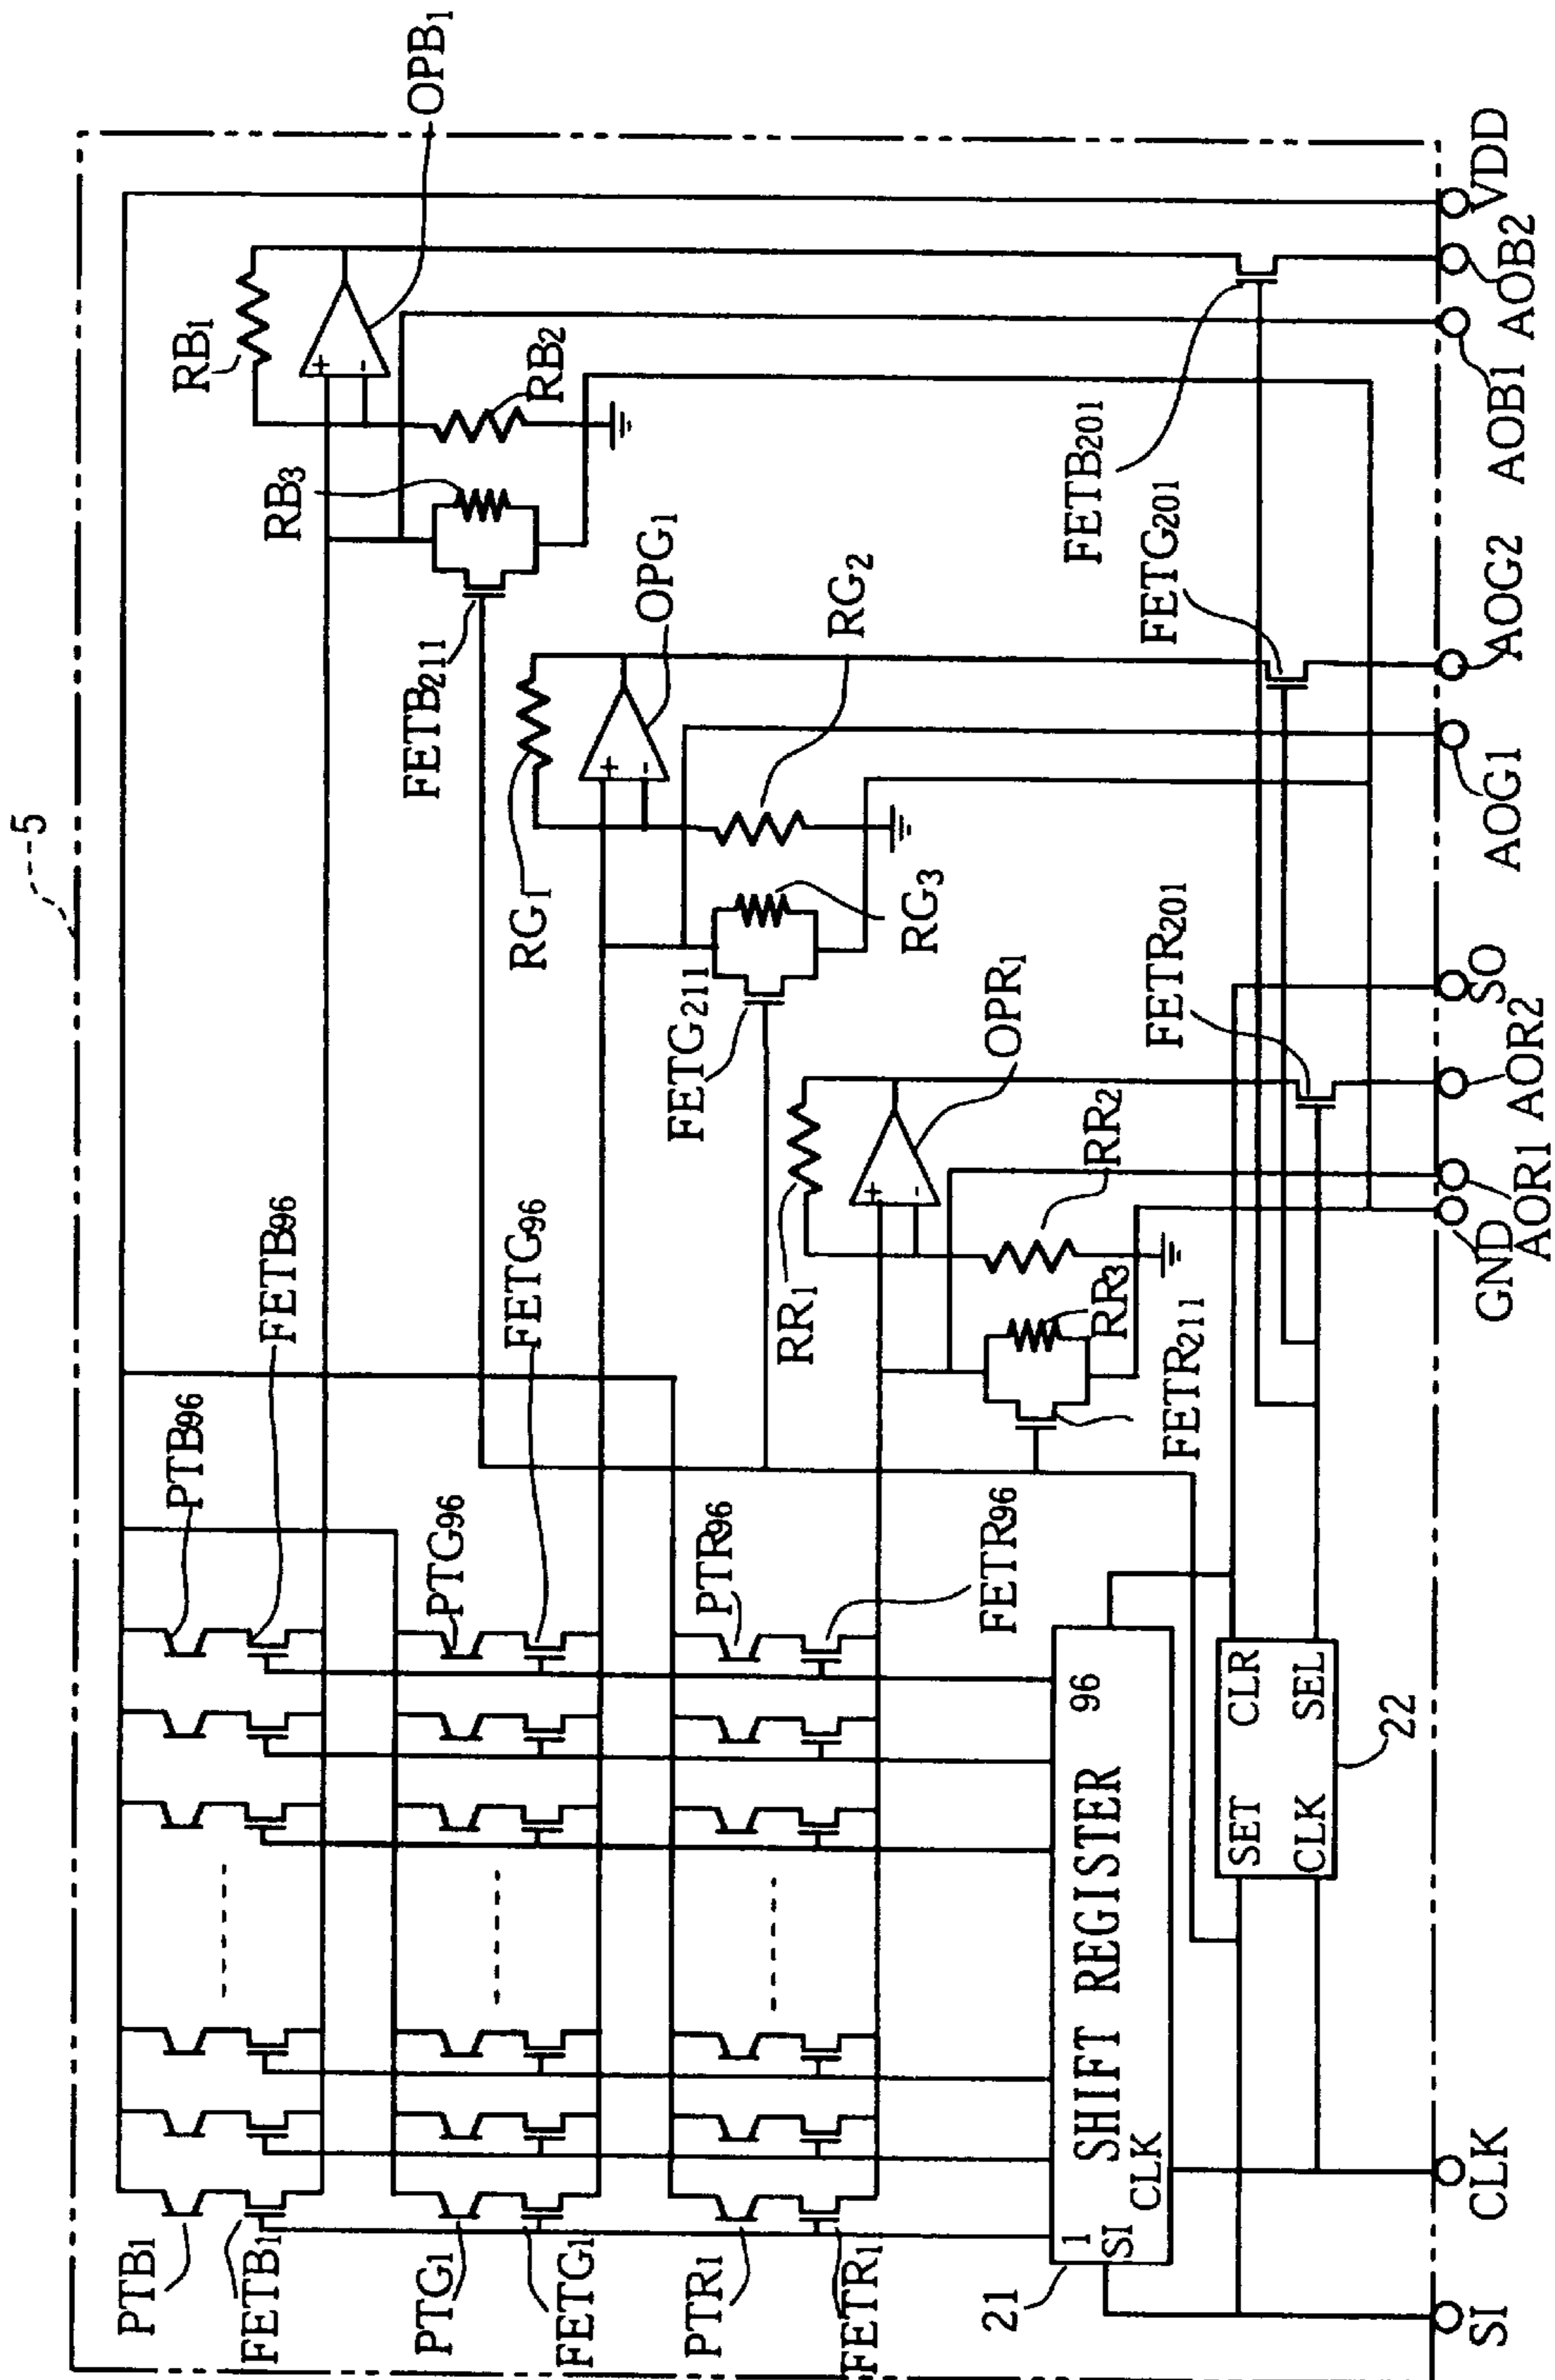 5
OPB1
RB1
+
-
RB2
RB3
FETB211
OPG1
RG1
+
-
RG2
RG3
FETG211
OPR1
RR1
+
-
RR2
RR3
FETR211
FETB201
FETG201
FETR201
PTB96
FETB96
PTG96
FETG96
PTR96
FETR96
PTB1
FETB1
PTG1
FETG1
PTR1
FETR1
21
1
96
SHIFT REGISTER
SI
CLK
SET
CLR
CLK
SEL
22
SI
CLK
GND
AOR1
AOR2
SO
AOG1
AOG2
AOB1
AOB2
VDD